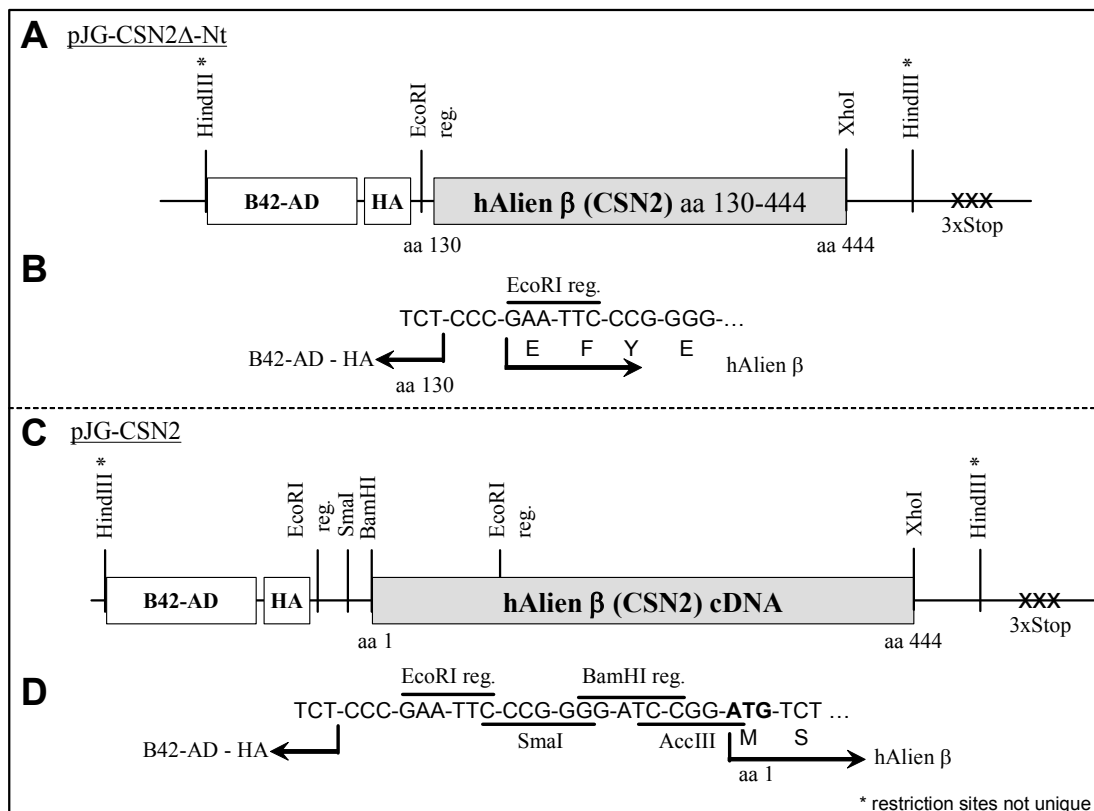 A pJG-CSN2Δ-Nt
HindIII *
EcoRI
reg.
XhoI
HindIII *
B42-AD
HA
hAlien β (CSN2) aa 130-444
XXX
3xStop
aa 130
aa 444
B
EcoRI reg.
TCT-CCC-GAA-TTC-CCG-GGG-...
E F Y E
B42-AD - HA
hAlien β
aa 130
C pJG-CSN2
HindIII *
EcoRI
reg.
SmaI
BamHI
EcoRI
reg.
XhoI
HindIII *
B42-AD
HA
hAlien β (CSN2) cDNA
XXX
3xStop
aa 1
aa 444
D
EcoRI reg.
BamHI reg.
TCT-CCC-GAA-TTC-CCG-GGG-ATC-CGG-ATG-TCT ...
SmaI
AccIII
M S
B42-AD - HA
hAlien β
aa 1
* restriction sites not unique